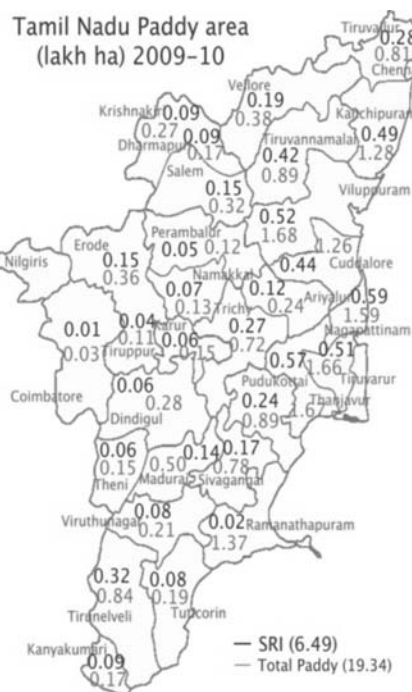 Tamil Nadu Paddy area
(lakh ha) 2009-10
Tiruvallur
0.28
0.81
Chenn
Vellore
0.19
0.38
Krishnakiri
0.09
0.27
Dharmapuri
0.09
0.17
Kanchipuram
0.49
1.28
Tiruvannamalai
0.42
0.89
Salem
0.15
0.32
Viluppuram
0.52
1.68
Perambalur
0.05 0.12
1.26
0.44
Cuddalore
Nilgiris
Erode
0.15
0.36
Namakkal
0.07
0.13
Trichy
0.12
0.24
Ariyalur
0.59
1.59
Nagapattinam
0.01
0.03
0.04
0.11
Tiruppur
Karur
0.06
0.15
0.27
0.72
0.51
1.66
Tiruvarur
0.57
Thanjavur
1.67
Coimbatore
0.06
0.28
Dindigul
Pudukottai
0.24
0.89
0.06
0.15
Theni
0.14
0.50
Madurai
0.17
0.78
Sivagangai
Viruthunagar
0.08
0.21
0.02
1.37
Ramanathapuram
0.32
0.84
Tirunelveli
0.08
0.19
Tuticorin
Kanyakumari
0.09
0.17
SRI (6.49)
Total Paddy (19.34)